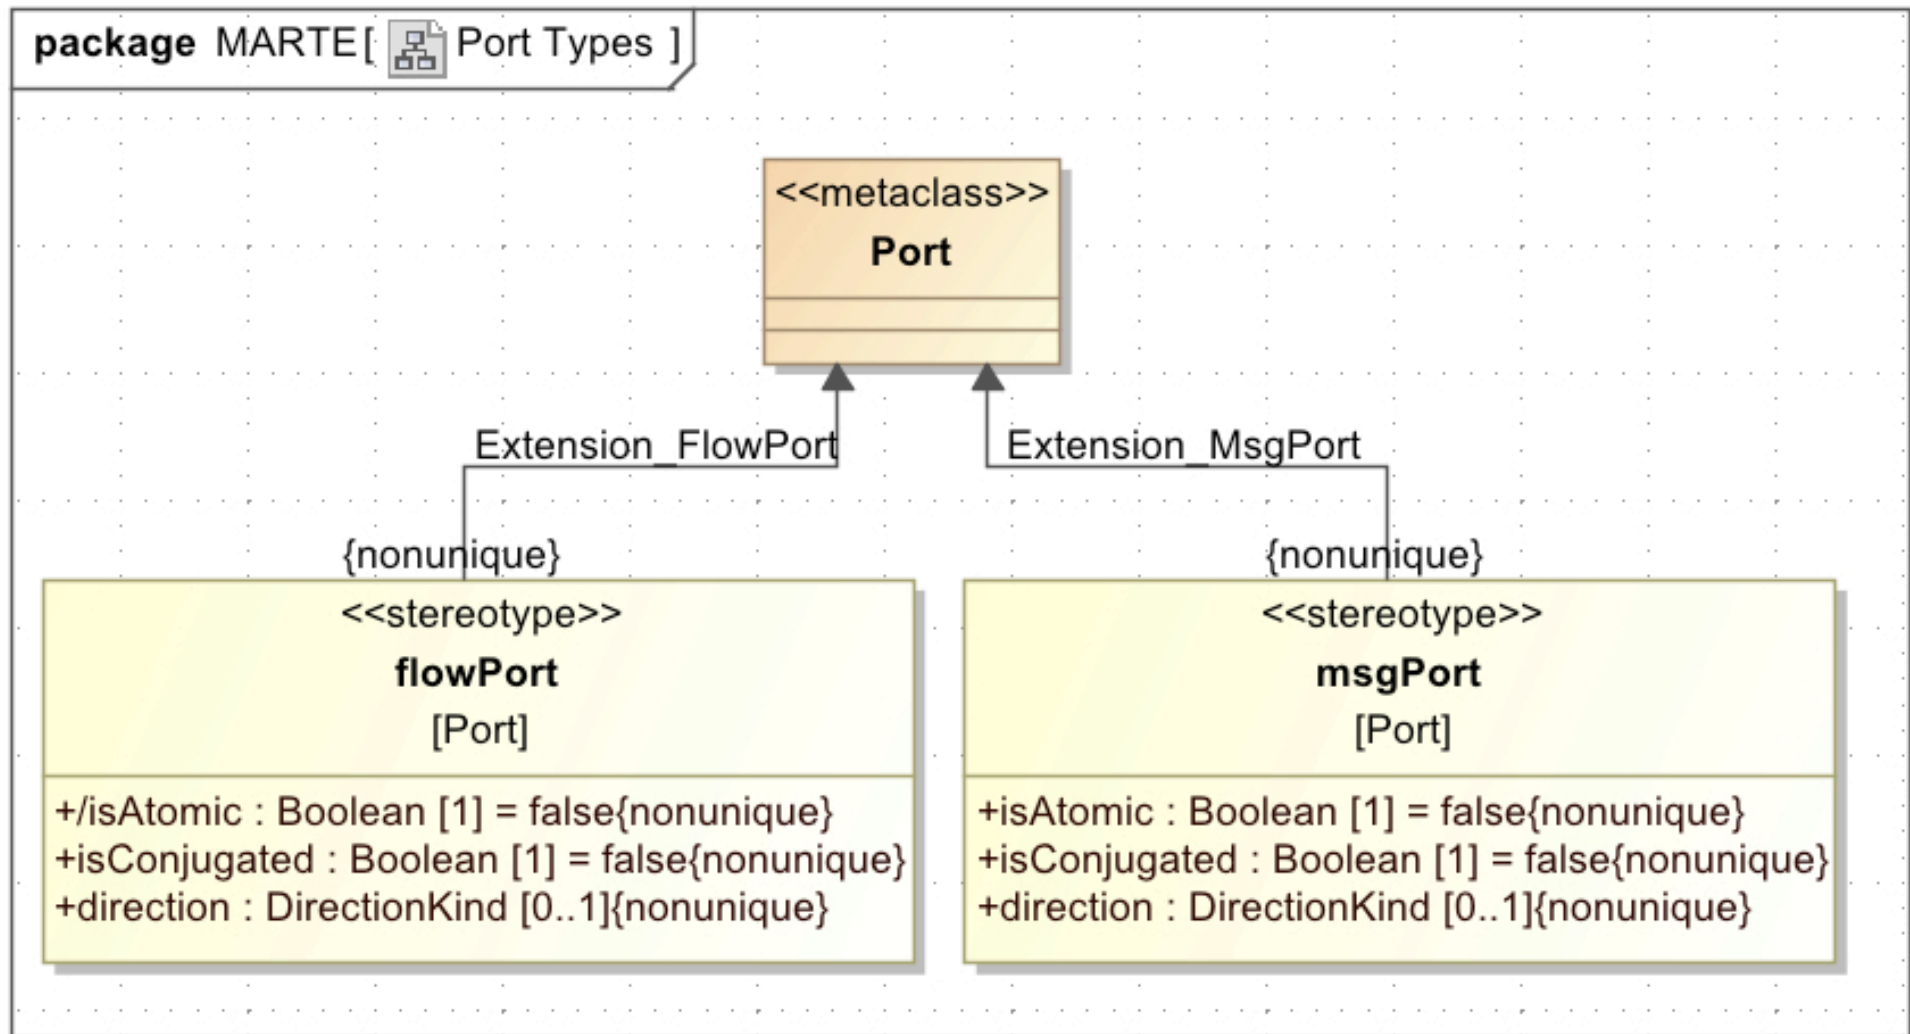 package MARTE[ Port Types ]
<<metaclass>>
Port
Extension_FlowPort
Extension_MsgPort
{nonunique}
{nonunique}
<<stereotype>>
flowPort
[Port]
+/isAtomic : Boolean [1] = false{nonunique}
+isConjugated : Boolean [1] = false{nonunique}
+direction : DirectionKind [0..1]{nonunique}
<<stereotype>>
msgPort
[Port]
+isAtomic : Boolean [1] = false{nonunique}
+isConjugated : Boolean [1] = false{nonunique}
+direction : DirectionKind [0..1]{nonunique}